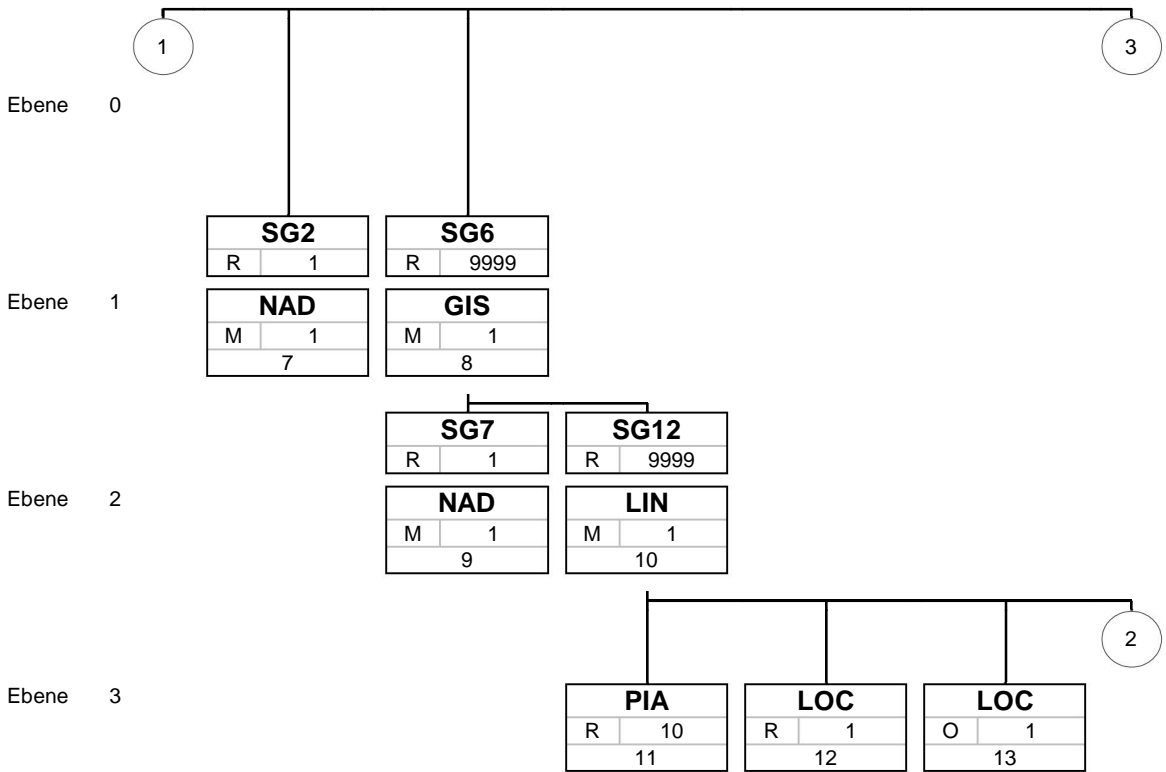 1 3
Ebene 0
SG2 SG6
R 1 R 9999
Ebene 1 NAD GIS
M 1 M 1
7 8
SG7 SG12
R 1 R 9999
Ebene 2 NAD LIN
M 1 M 1
9 10
2
Ebene 3 PIA LOC LOC
R 10 R 1 O 1
11 12 13